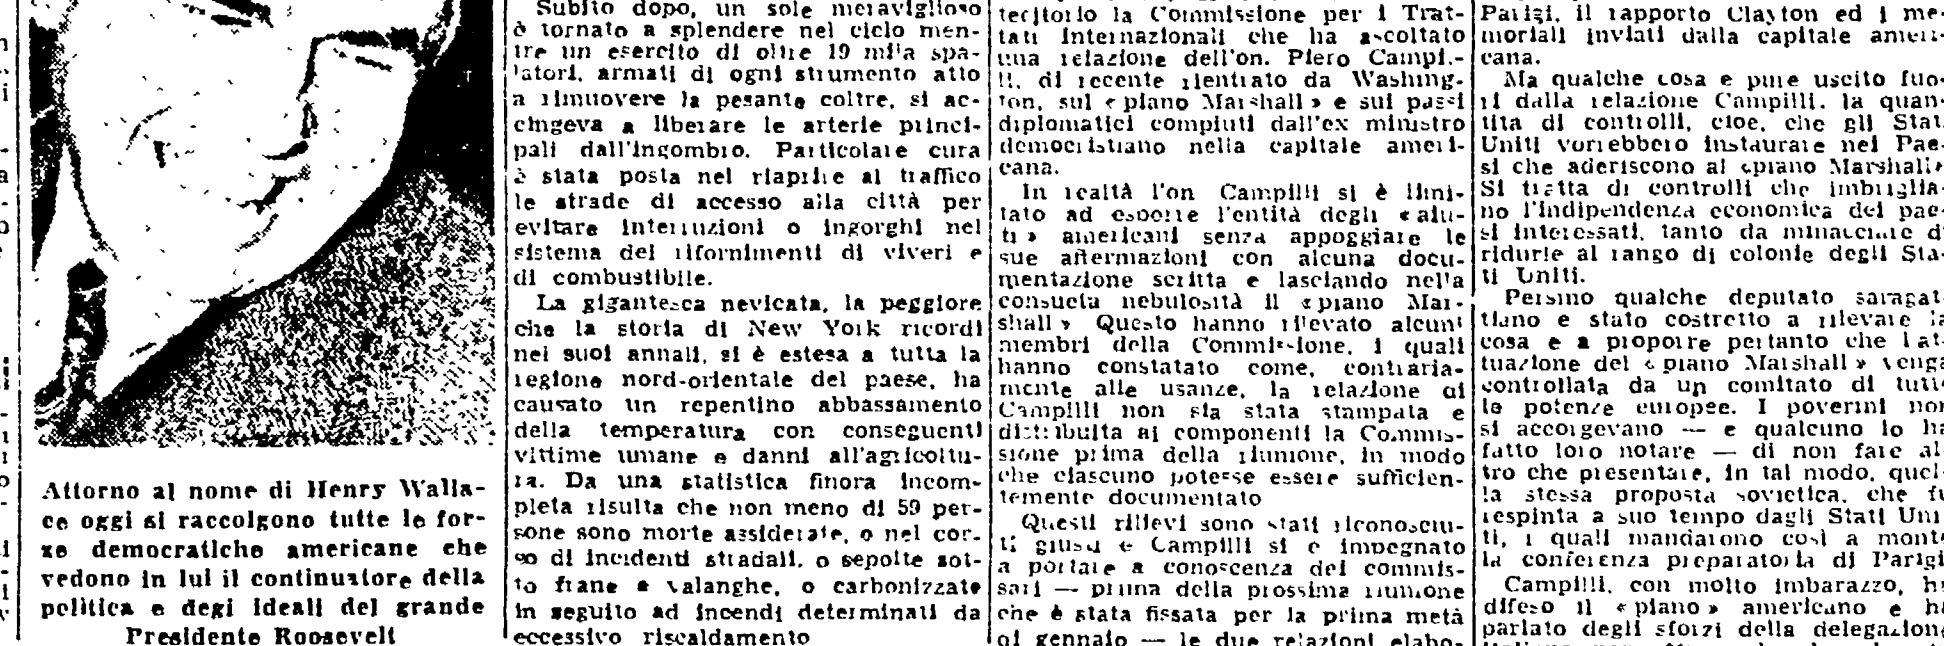 Attorno al nome di Henry Walla-
ce oggi si raccolgono tutte le for-
ze democratiche americane che
vedono in lui il continuatore della
politica e degi ideali del grande
Presidente Roosevelt
Subito dopo, un sole meraviglioso
è tornato a splendere nel cielo men-
tre un esercito di oltre 19 mila spa-
latori, armati di ogni strumento atto
a rimuovere la pesante coltre, si ac-
cingeva a liberare le arterie princi-
pali dall'ingombro. Particolare cura
è stata posta nel riaprire al traffico
le strade di accesso alla città per
evitare interruzioni o ingorghi nel
sistema dei rifornimenti di viveri e
di combustibile.
La gigantesca nevicata, la peggiore
che la storia di New York ricordi
nei suoi annali, si è estesa a tutta la
regione nord-orientale del paese, ha
causato un repentino abbassamento
della temperatura con conseguenti
vittime umane e danni all'agricoltu-
ra. Da una statistica finora incom-
pleta risulta che non meno di 59 per-
sone sono morte assiderate, o nel cor-
so di incidenti stradali, o sepolte sot-
to frane e valanghe, o carbonizzate
in seguito ad incendi determinati da
eccessivo riscaldamento
territorio la Commissione per i Trat-
tati Internazionali che ha ascoltato
una relazione dell'on. Piero Campil-
li, di recente rientrato da Washing-
ton, sul « piano Marshall » e sui passi
diplomatici compiuti dall'ex ministro
democristiano nella capitale ameri-
cana.
In realtà l'on Campilli si è limi-
tato ad esporre l'entità degli « aiu-
ti » americani senza appoggiare le
sue affermazioni con alcuna docu-
mentazione scritta e lasciando nella
consueta nebulosità il « piano Mar-
shall » Questo hanno rilevato alcuni
membri della Commissione, i quali
hanno constatato come, contraria-
mente alle usanze, la relazione di
Campilli non sia stata stampata e
distribuita ai componenti la Commis-
sione prima della riunione, in modo
che ciascuno potesse essere sufficien-
temente documentato
Questi rilievi sono stati riconosciu-
ti giusti e Campilli si è impegnato
a portare a conoscenza dei commis-
sari — prima della prossima riunione
che è stata fissata per la prima metà
di gennaio — le due relazioni elabo-
Parigi, il rapporto Clayton ed i me-
moriali inviati dalla capitale ameri-
cana.
Ma qualche cosa e pure uscito fuo-
ri dalla relazione Campilli. la quan-
tita di controlli, cioe, che gli Stati
Uniti vorrebbero instaurare nei Pae-
si che aderiscono al «piano Marshall»
Si tratta di controlli che imbriglia-
no l'indipendenza economica dei pae-
si interessati, tanto da minacciare di
ridurle al rango di colonie degli Sta-
ti Uniti.
Persino qualche deputato saragat-
tiano e stato costretto a rilevare la
cosa e a proporre pertanto che l at-
tuazione del « piano Marshall » venga
controllata da un comitato di tutte
le potenze europee. I poverini non
si accorgevano — e qualcuno lo ha
fatto loro notare — di non fare al-
tro che presentare, in tal modo, quel-
la stessa proposta sovietica, che fu
respinta a suo tempo dagli Stati Uni-
ti, i quali mandarono così a monte
la conferenza preparatoria di Parigi
Campilli, con molto imbarazzo, ha
difeso il « piano » americano e ha
parlato degli sforzi della delegazione